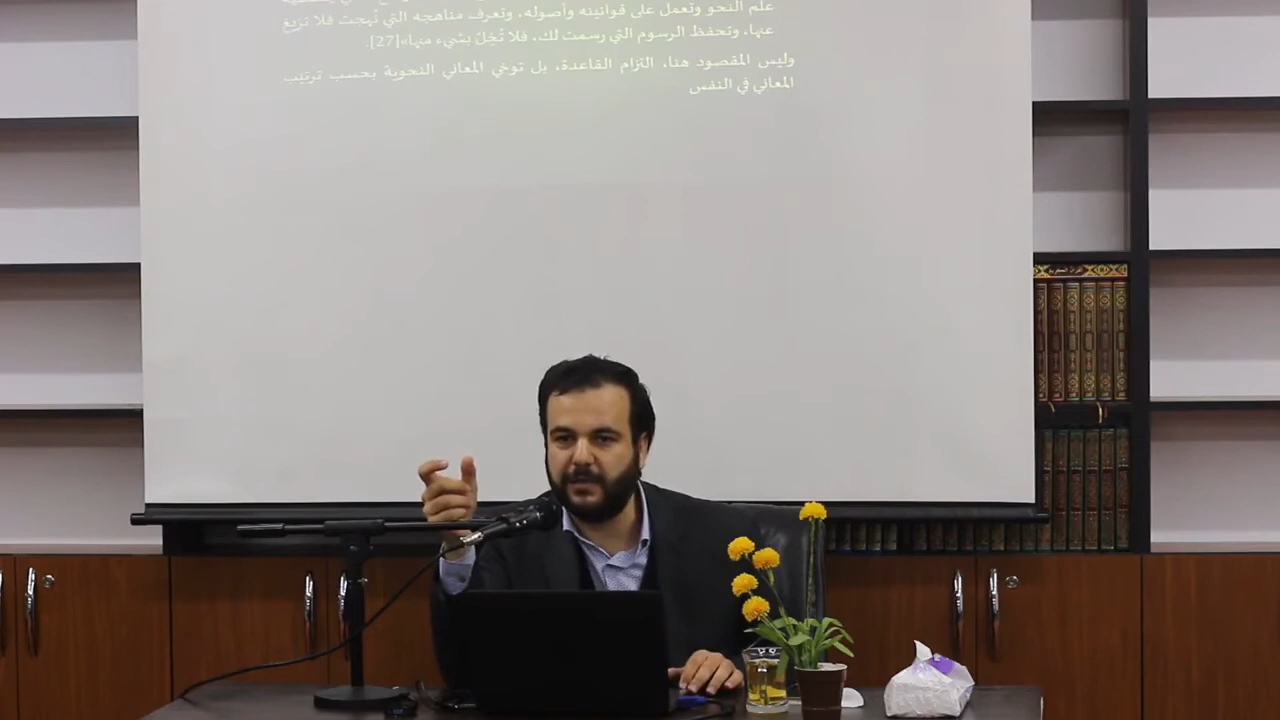 علم النحو وتعمل على قوانينه وأصوله، وتعرف مناهجه التي نُهجت فلا تزيغ
عنها، وتحفظ الرسوم التي رسمت لك، فلا تُخِلّ بشيء منها»[27].
وليس المقصود هنا، التزام القاعدة، بل توخي المعاني النحوية بحسب ترتيب
المعاني في النفس